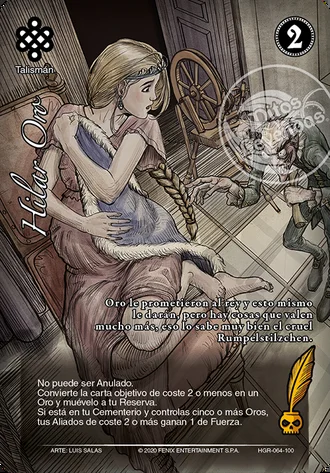 Talismán
2
Hilar Oro
Oro le prometieron al rey y esto mismo
le darán, pero hay cosas que valen
mucho más, eso lo sabe muy bien el cruel
Rumpelstilzchen.
No puede ser Anulado.
Convierte la carta objetivo de coste 2 o menos en un
Oro y muévelo a tu Reserva.
Si está en tu Cementerio y controlas cinco o más Oros,
tus Aliados de coste 2 o más ganan 1 de Fuerza.
ARTE: LUIS SALAS
© 2020 FENIX ENTERTAINMENT S.P.A.
HGR-064-100